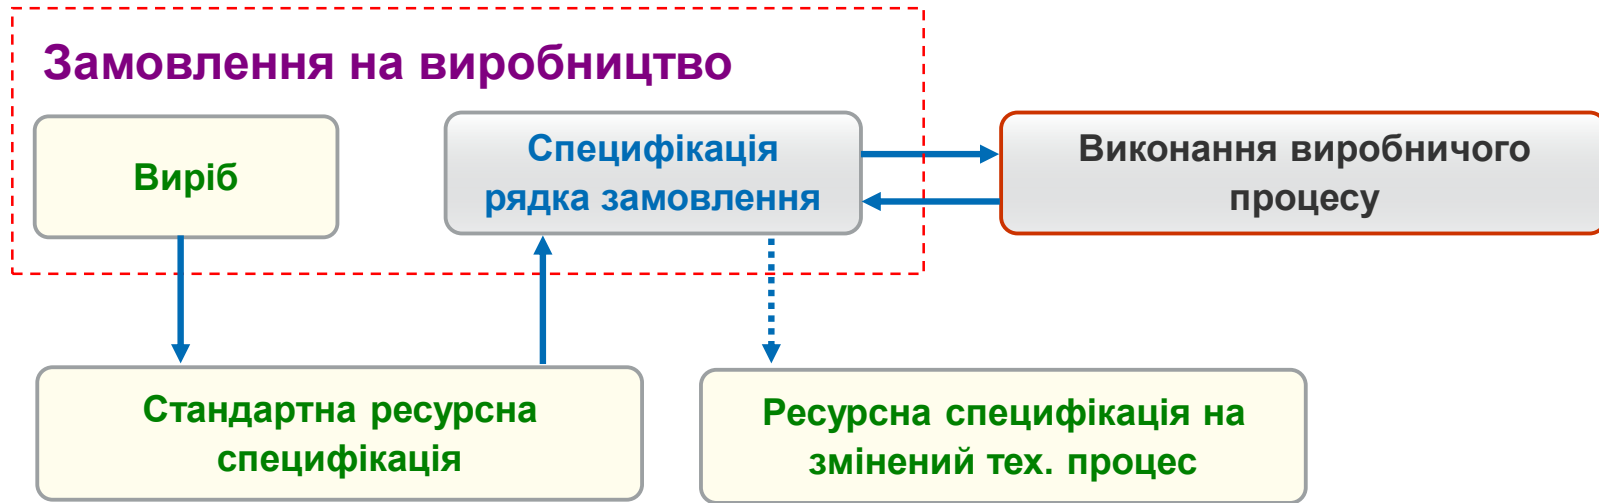 Замовлення на виробництво
Виріб
Специфікація
рядка замовлення
Виконання виробничого
процесу
Стандартна ресурсна
специфікація
Ресурсна специфікація на
змінений тех. процес